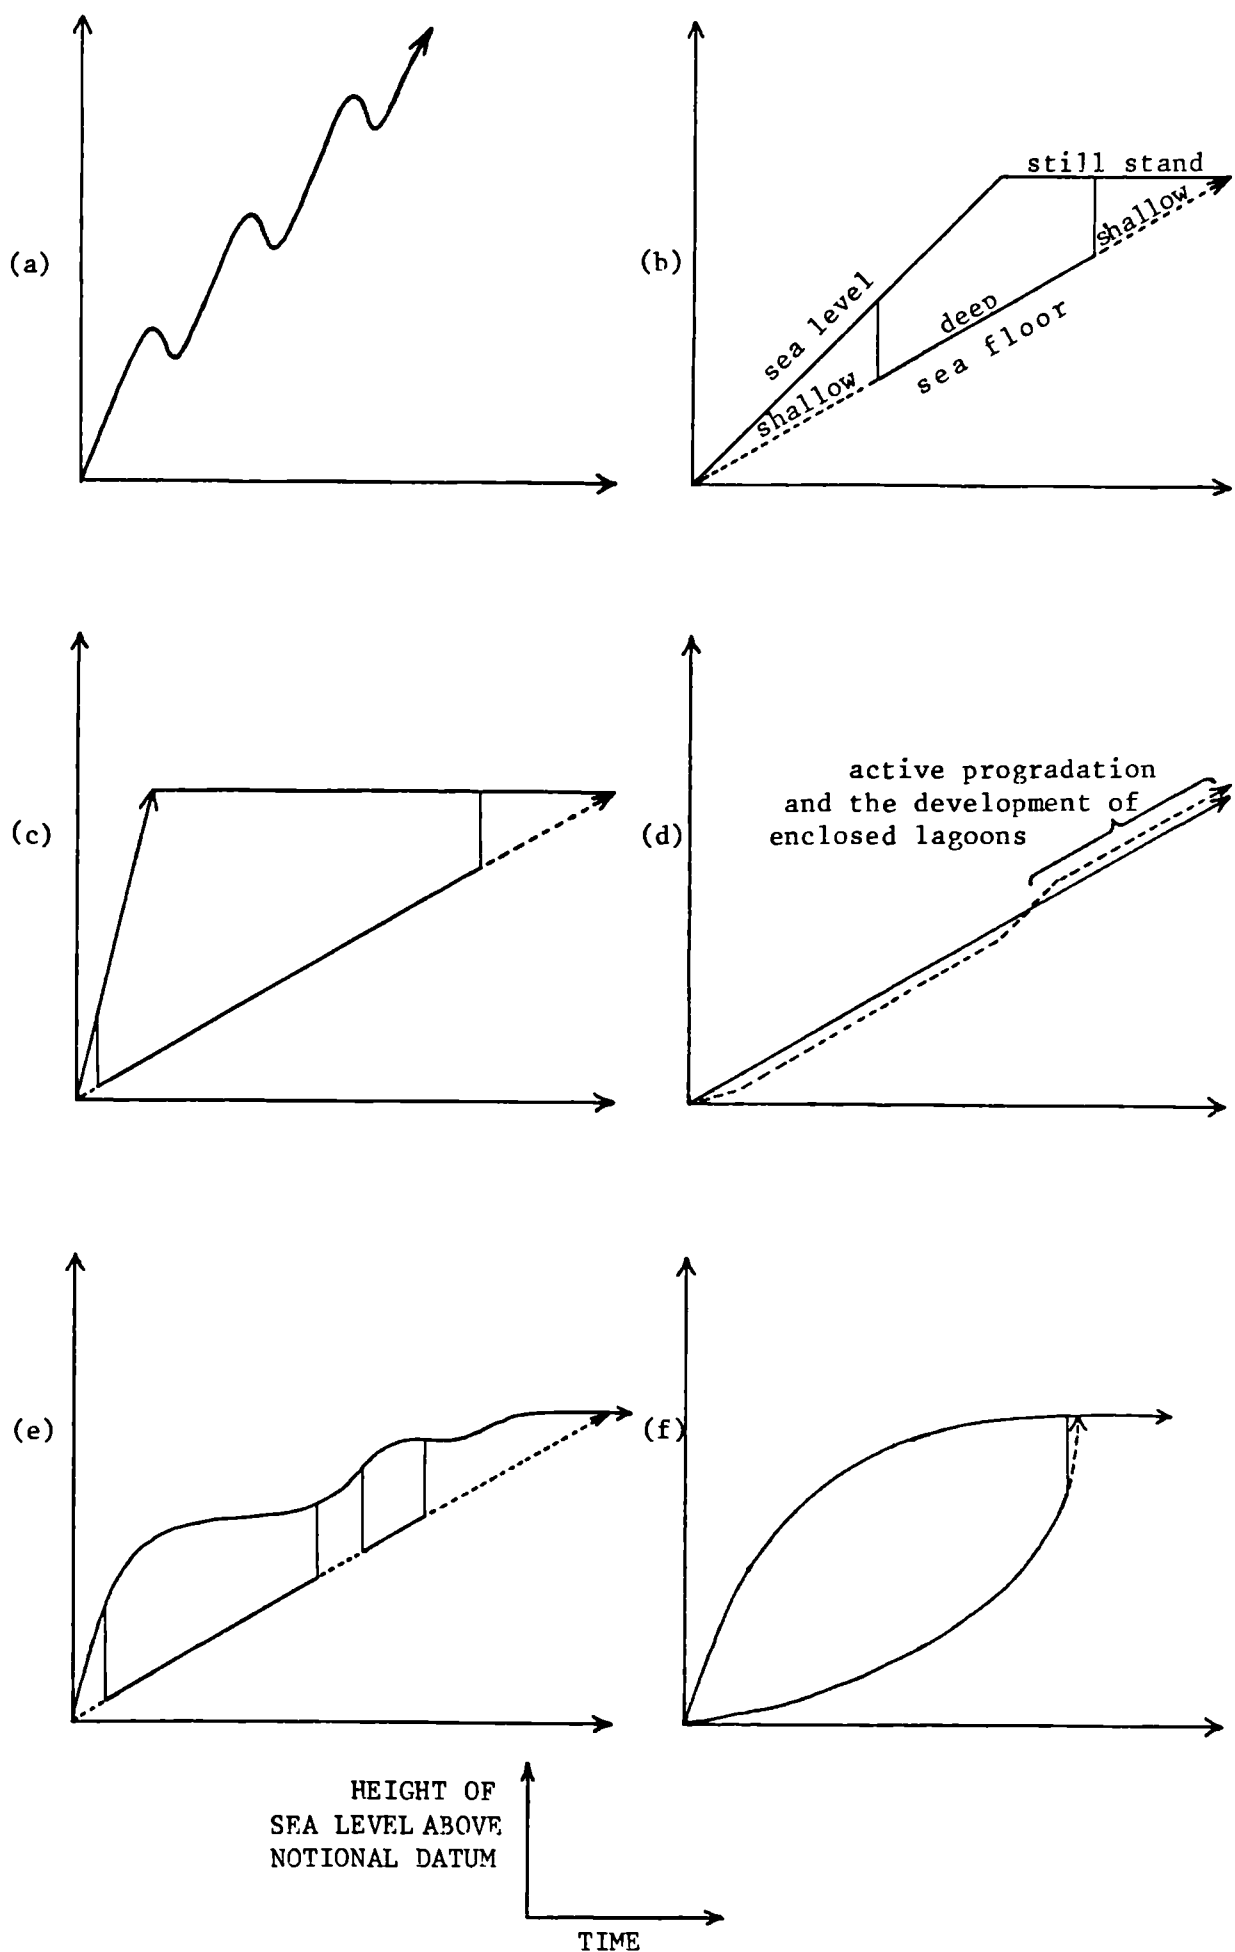 (a)
(b)
still stand
shallow
sea level
deep
sea floor
shallow
(c)
(d)
active progradation
and the development of
enclosed lagoons
(e)
(f)
HEIGHT OF
SEA LEVEL ABOVE
NOTIONAL DATUM
TIME